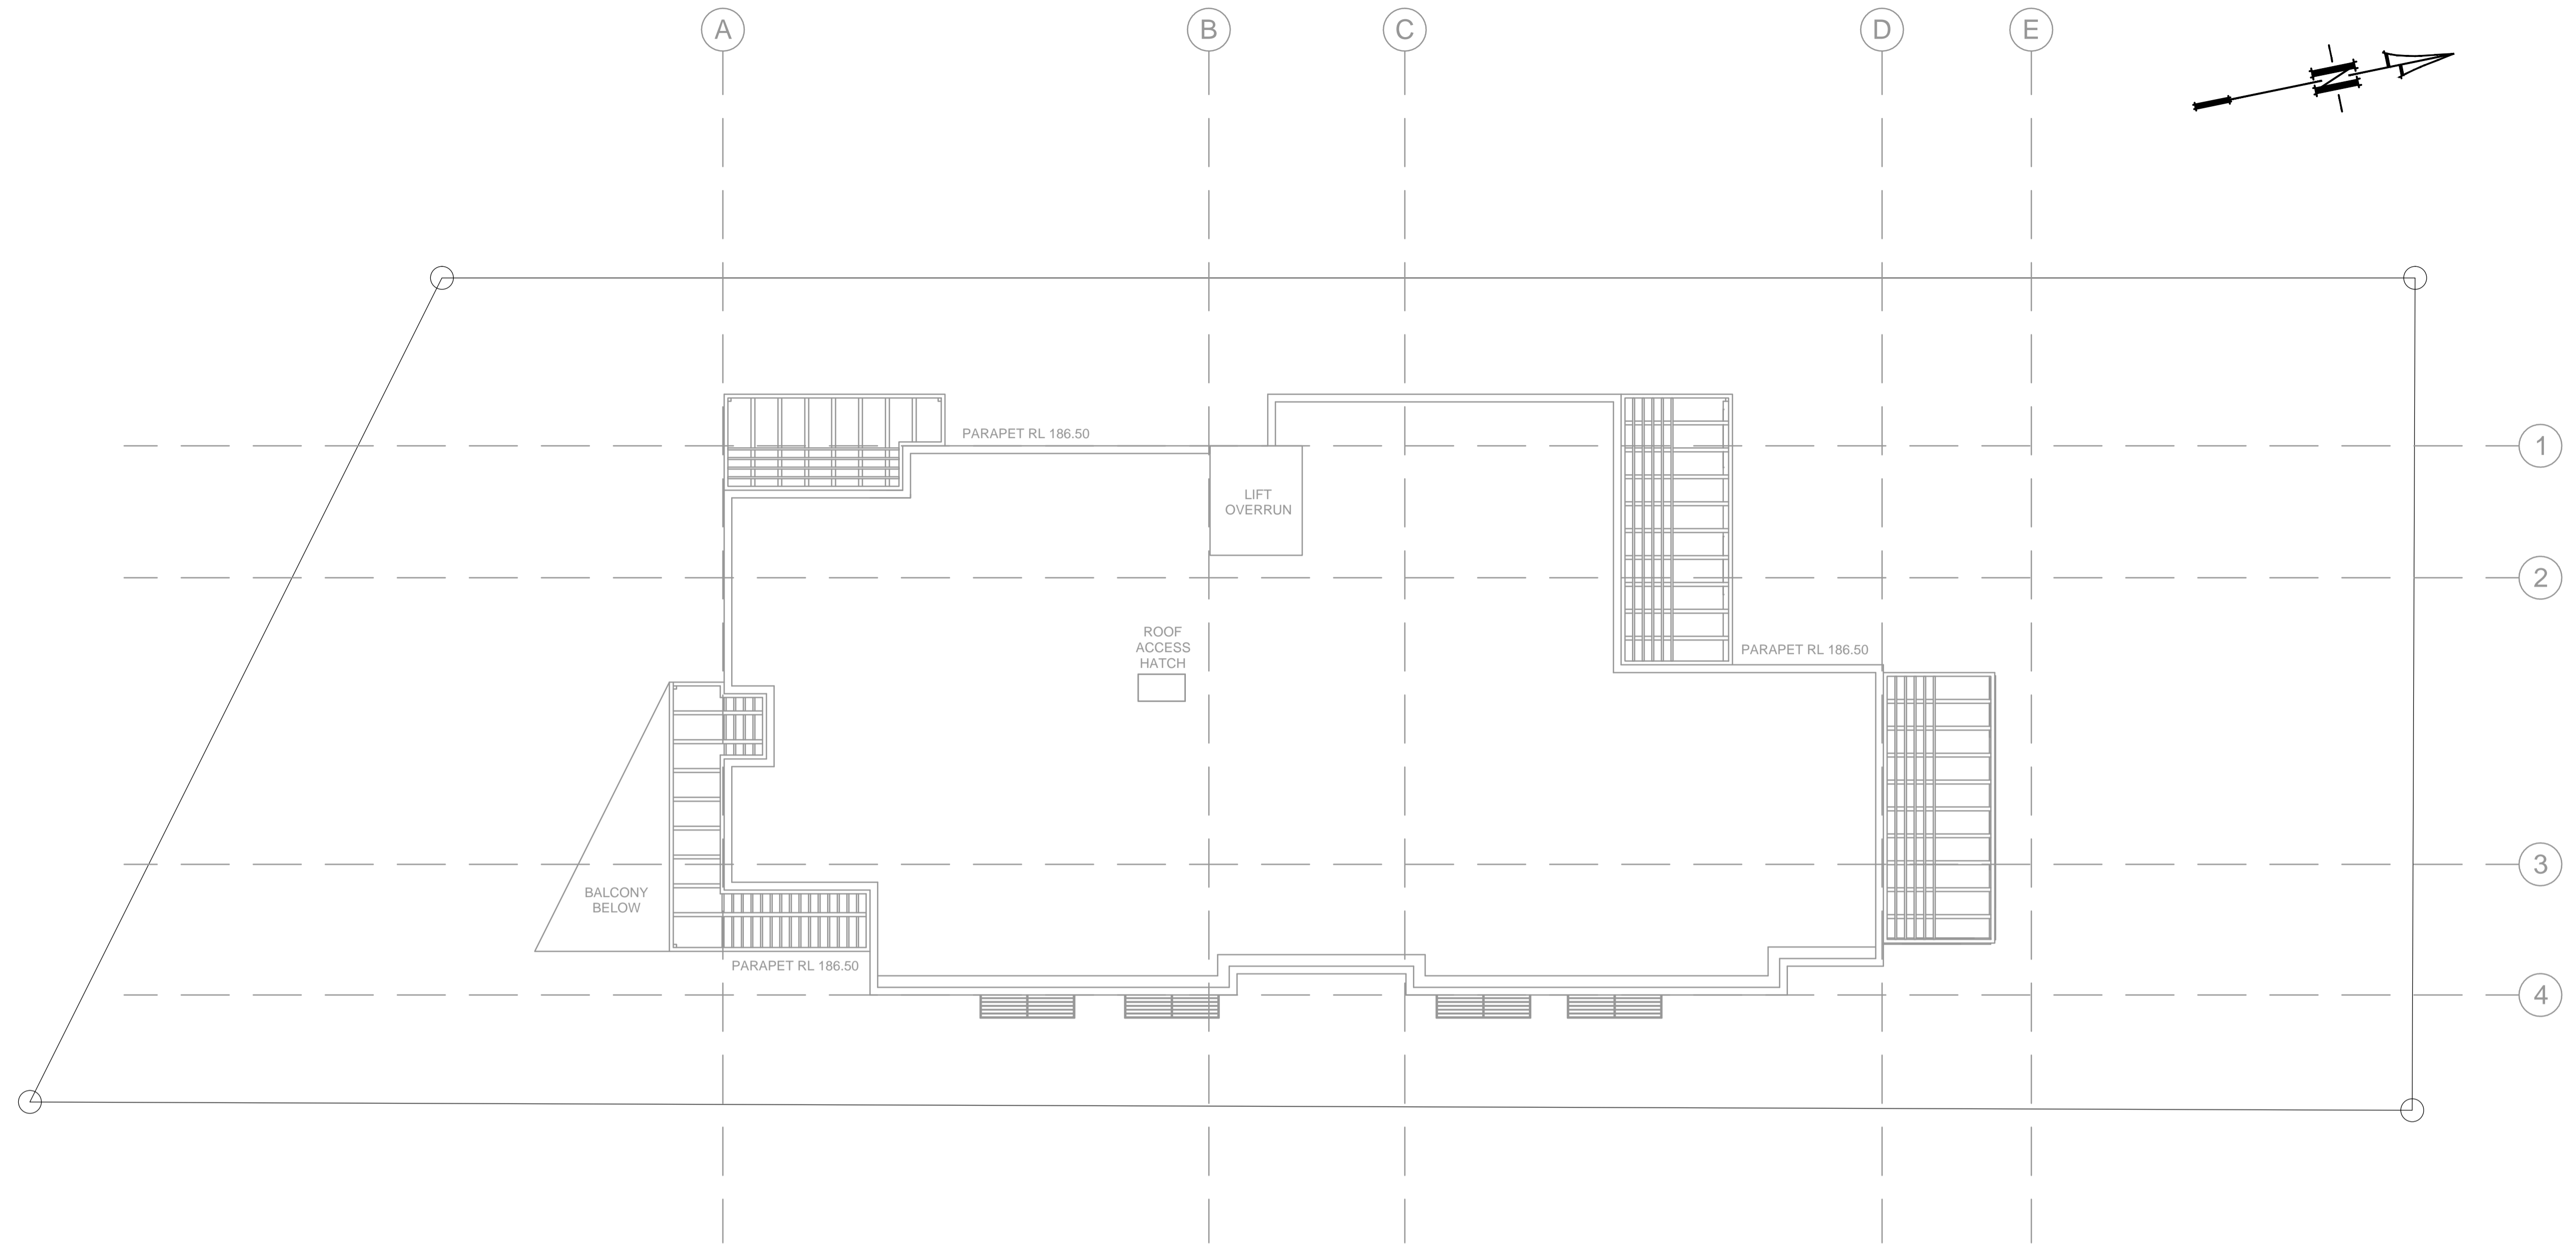 A
B
C
D
E
N
PARAPET RL 186.50
1
LIFT
OVERRUN
2
ROOF
ACCESS
HATCH
PARAPET RL 186.50
3
BALCONY
BELOW
PARAPET RL 186.50
4